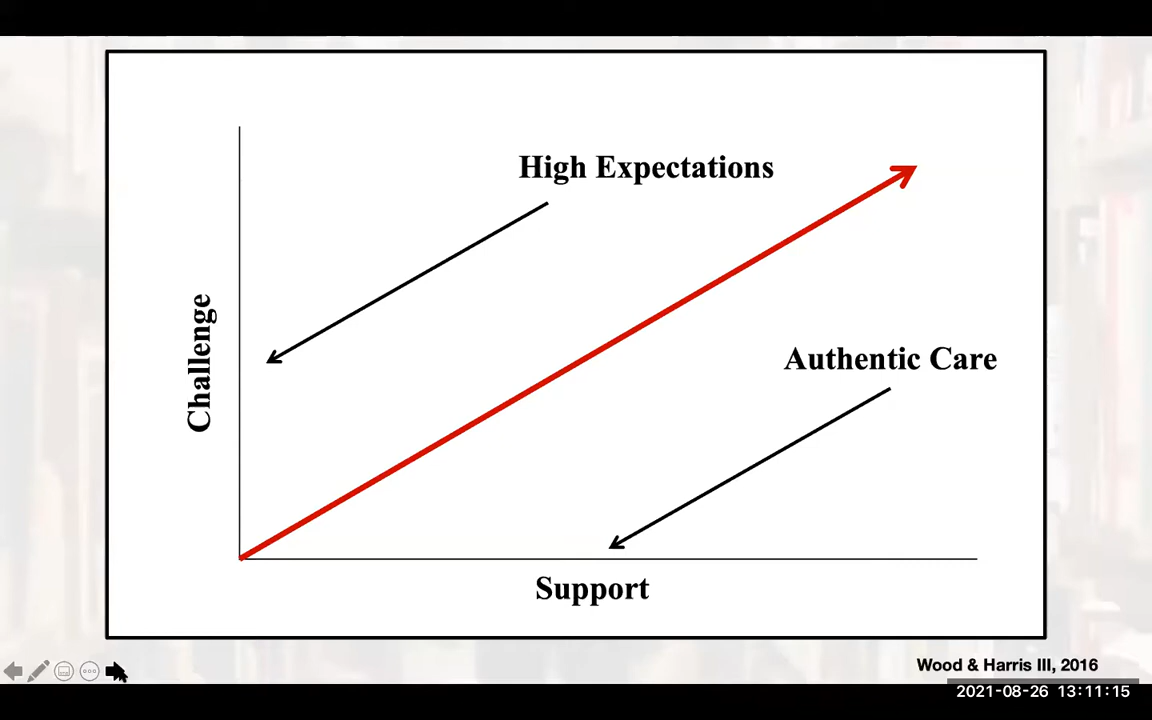 High Expectations
Challenge
Authentic Care
Support
Wood & Harris III, 2016
2021-08-26 13:11:15